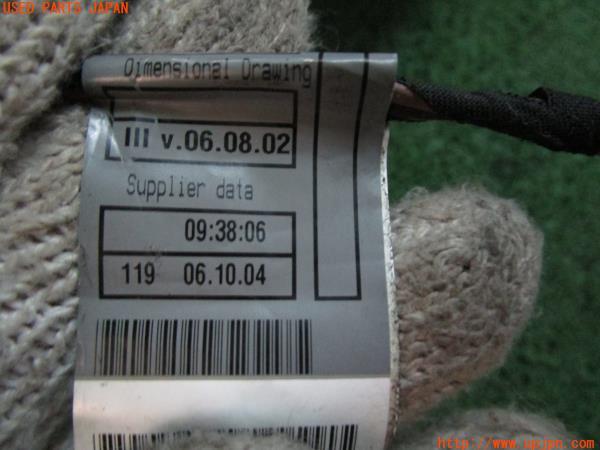 USED PARTS JAPAN
Dimensional Drawing
III v.06.08.02
Supplier data
09:38:06
119 06.10.04
http://www.upjpn.com